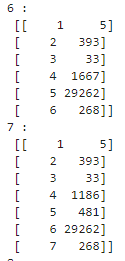 6 :
[[    1     5]
[    2   393]
[    3    33]
[    4  1667]
[    5 29262]
[    6   268]]
7 :
[[    1     5]
[    2   393]
[    3    33]
[    4  1186]
[    5   481]
[    6 29262]
[    7   268]]